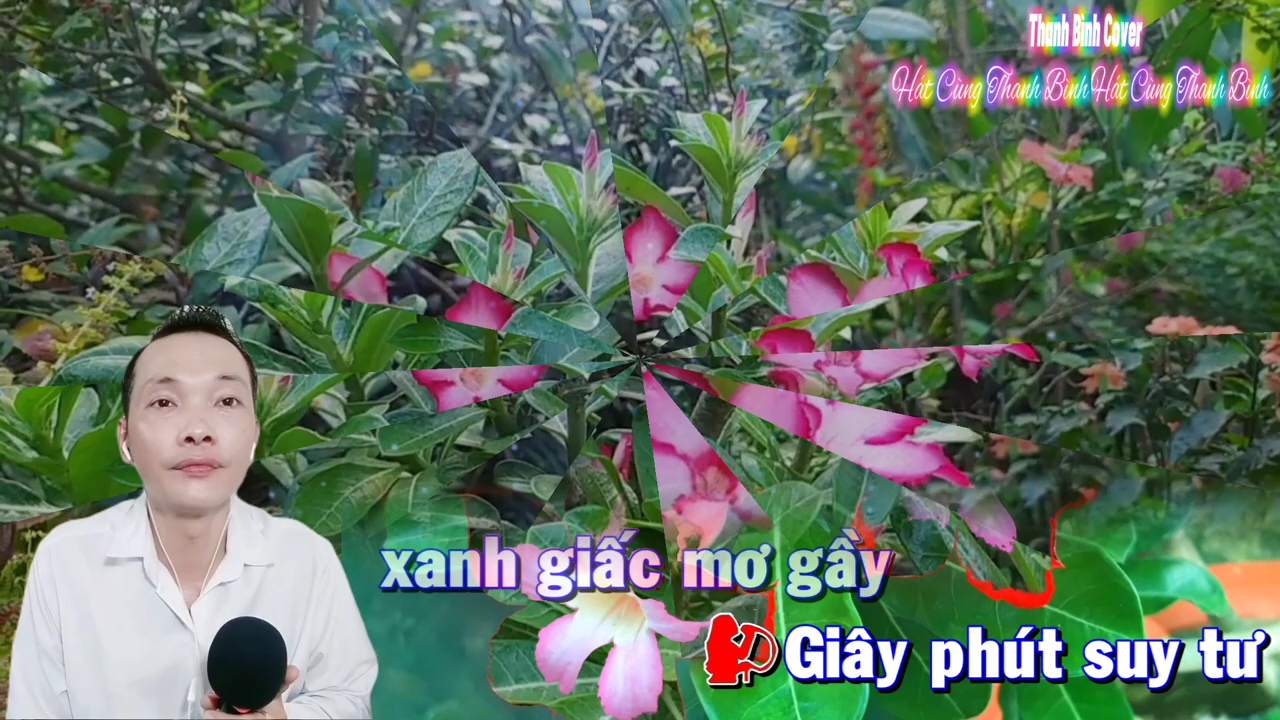 Thanh Bình Cover
Hát Cùng Thanh Bình Hát Cùng Thanh Bình
xanh giấc mơ gầy
Giây phút suy tư